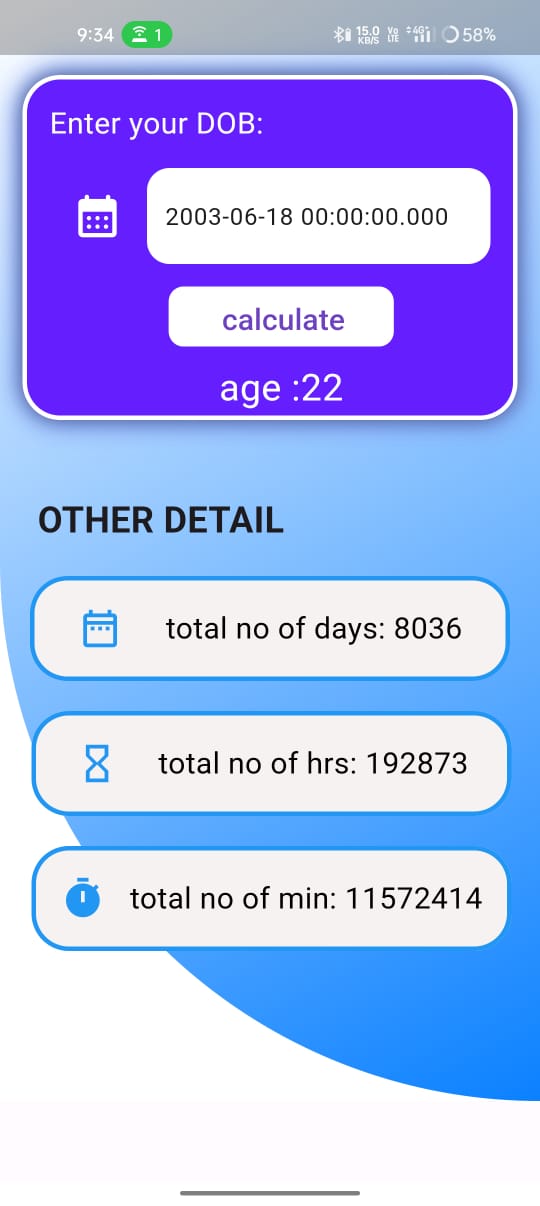 9:34 1 15.0 KB/S Vo LTE 4G+ 58%
Enter your DOB:
2003-06-18 00:00:00.000
calculate
age :22
OTHER DETAIL
total no of days: 8036
total no of hrs: 192873
total no of min: 11572414